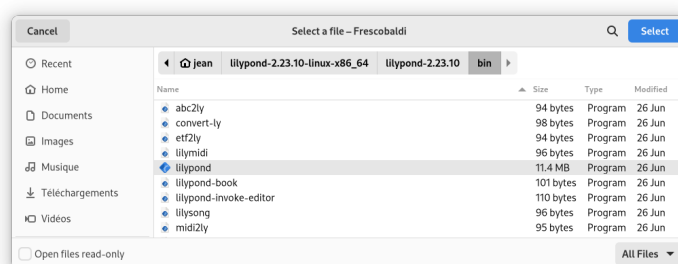 Cancel Select a file – Frescobaldi Select
Recent
Home
Documents
Images
Musique
Téléchargements
Vidéos
jean lilypond-2.23.10-linux-x86_64 lilypond-2.23.10 bin
Name Size Type Modified
abc2ly 94 bytes Program 26 Jun
convert-ly 98 bytes Program 26 Jun
etf2ly 94 bytes Program 26 Jun
lilymidi 96 bytes Program 26 Jun
lilypond 11.4 MB Program 26 Jun
lilypond-book 101 bytes Program 26 Jun
lilypond-invoke-editor 110 bytes Program 26 Jun
lilysong 96 bytes Program 26 Jun
midi2ly 95 bytes Program 26 Jun
Open files read-only All Files